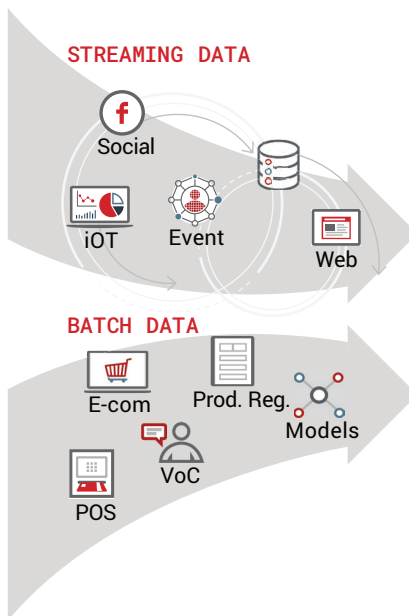 STREAMING DATA
f
Social
iOT
Event
Web
BATCH DATA
E-com
Prod. Reg.
Models
VoC
POS